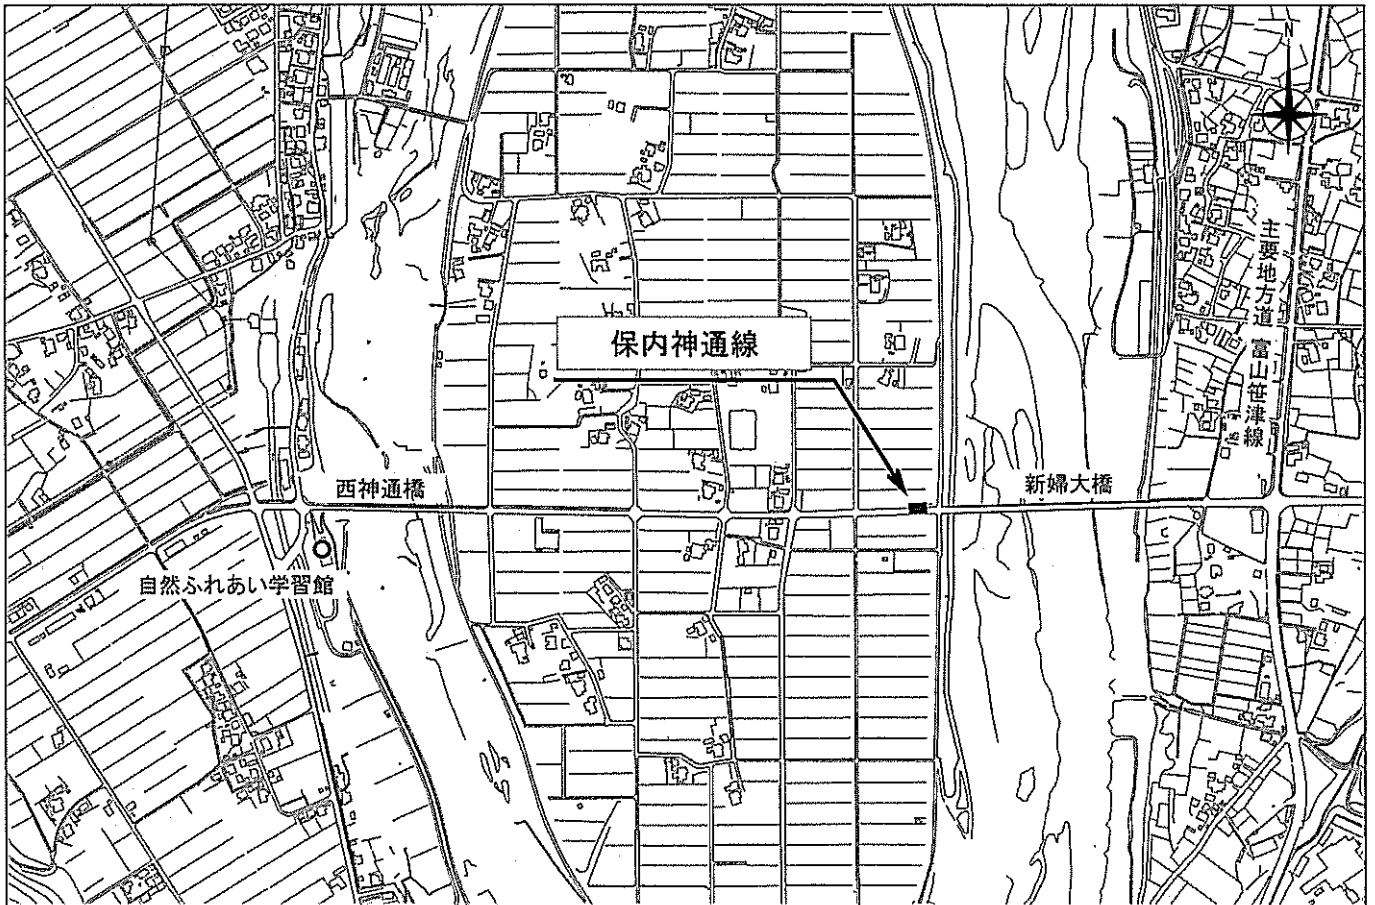 N
主要地方道 富山笹津線
保内神通線
西神通橋
新婦大橋
自然ふれあい学習館